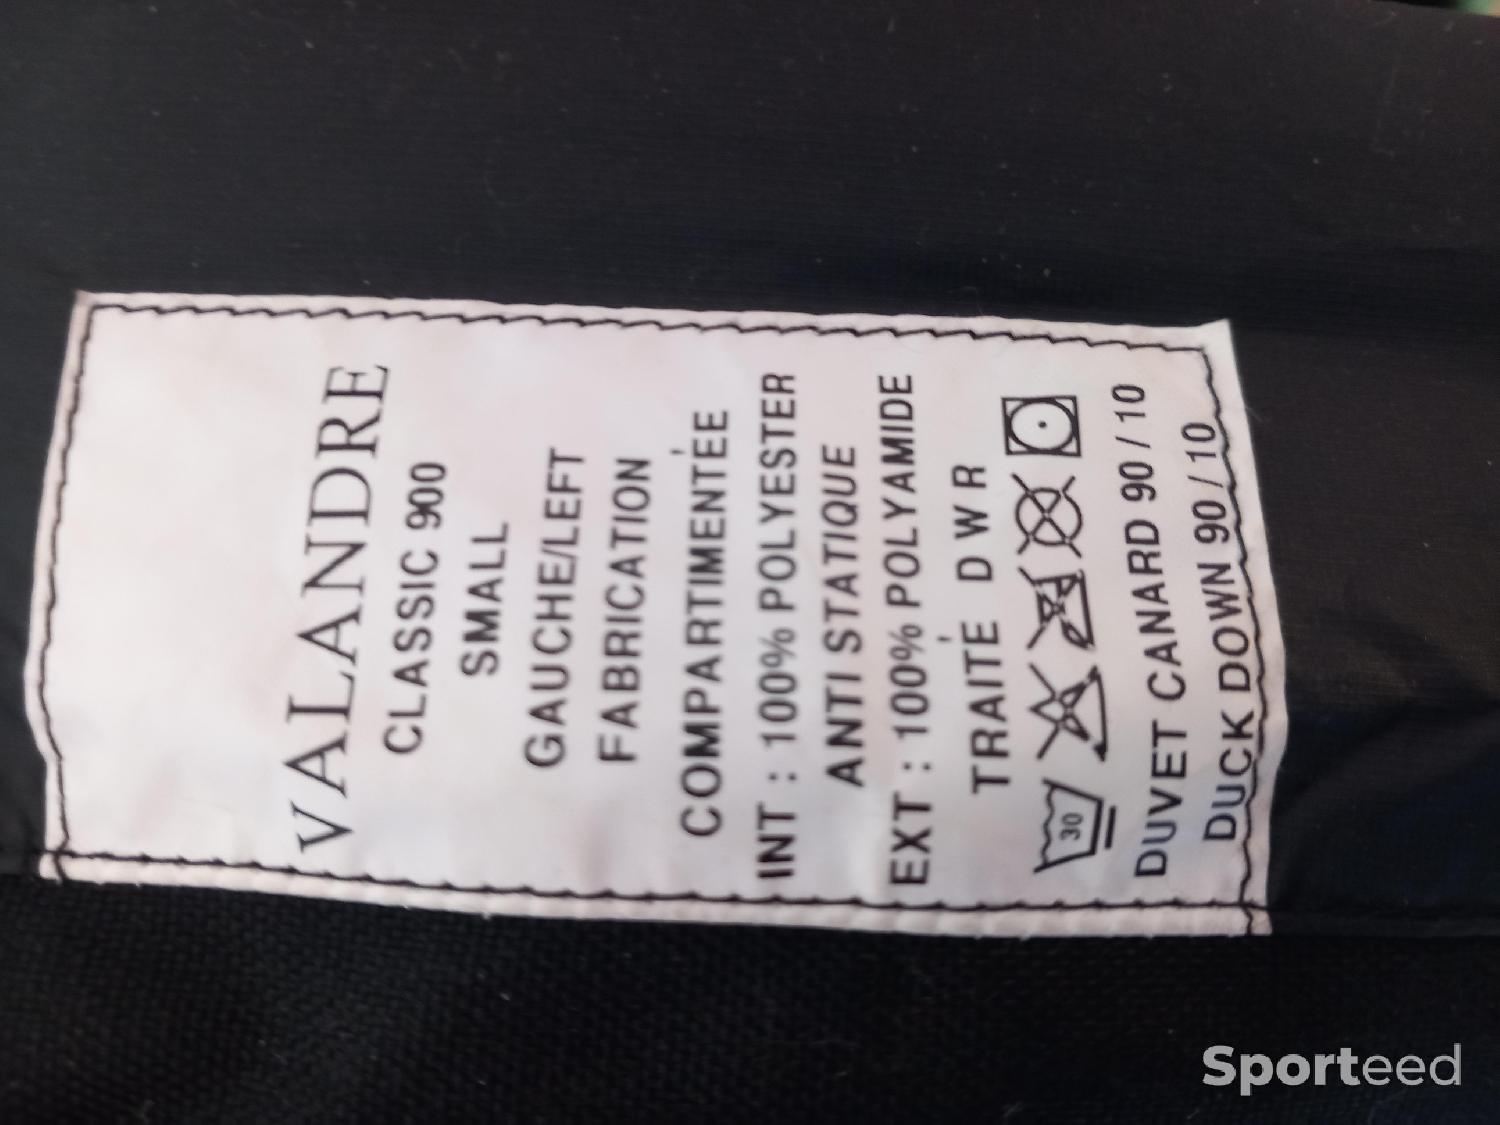 VALANDRE
CLASSIC 900
SMALL
GAUCHE/LEFT
FABRICATION
COMPARTIMENTÉE
INT : 100% POLYESTER
ANTI STATIQUE
EXT : 100% POLYAMIDE
TRAITÉ DWR
30
DUVET CANARD 90 / 10
DUCK DOWN 90 / 10
Sporteed